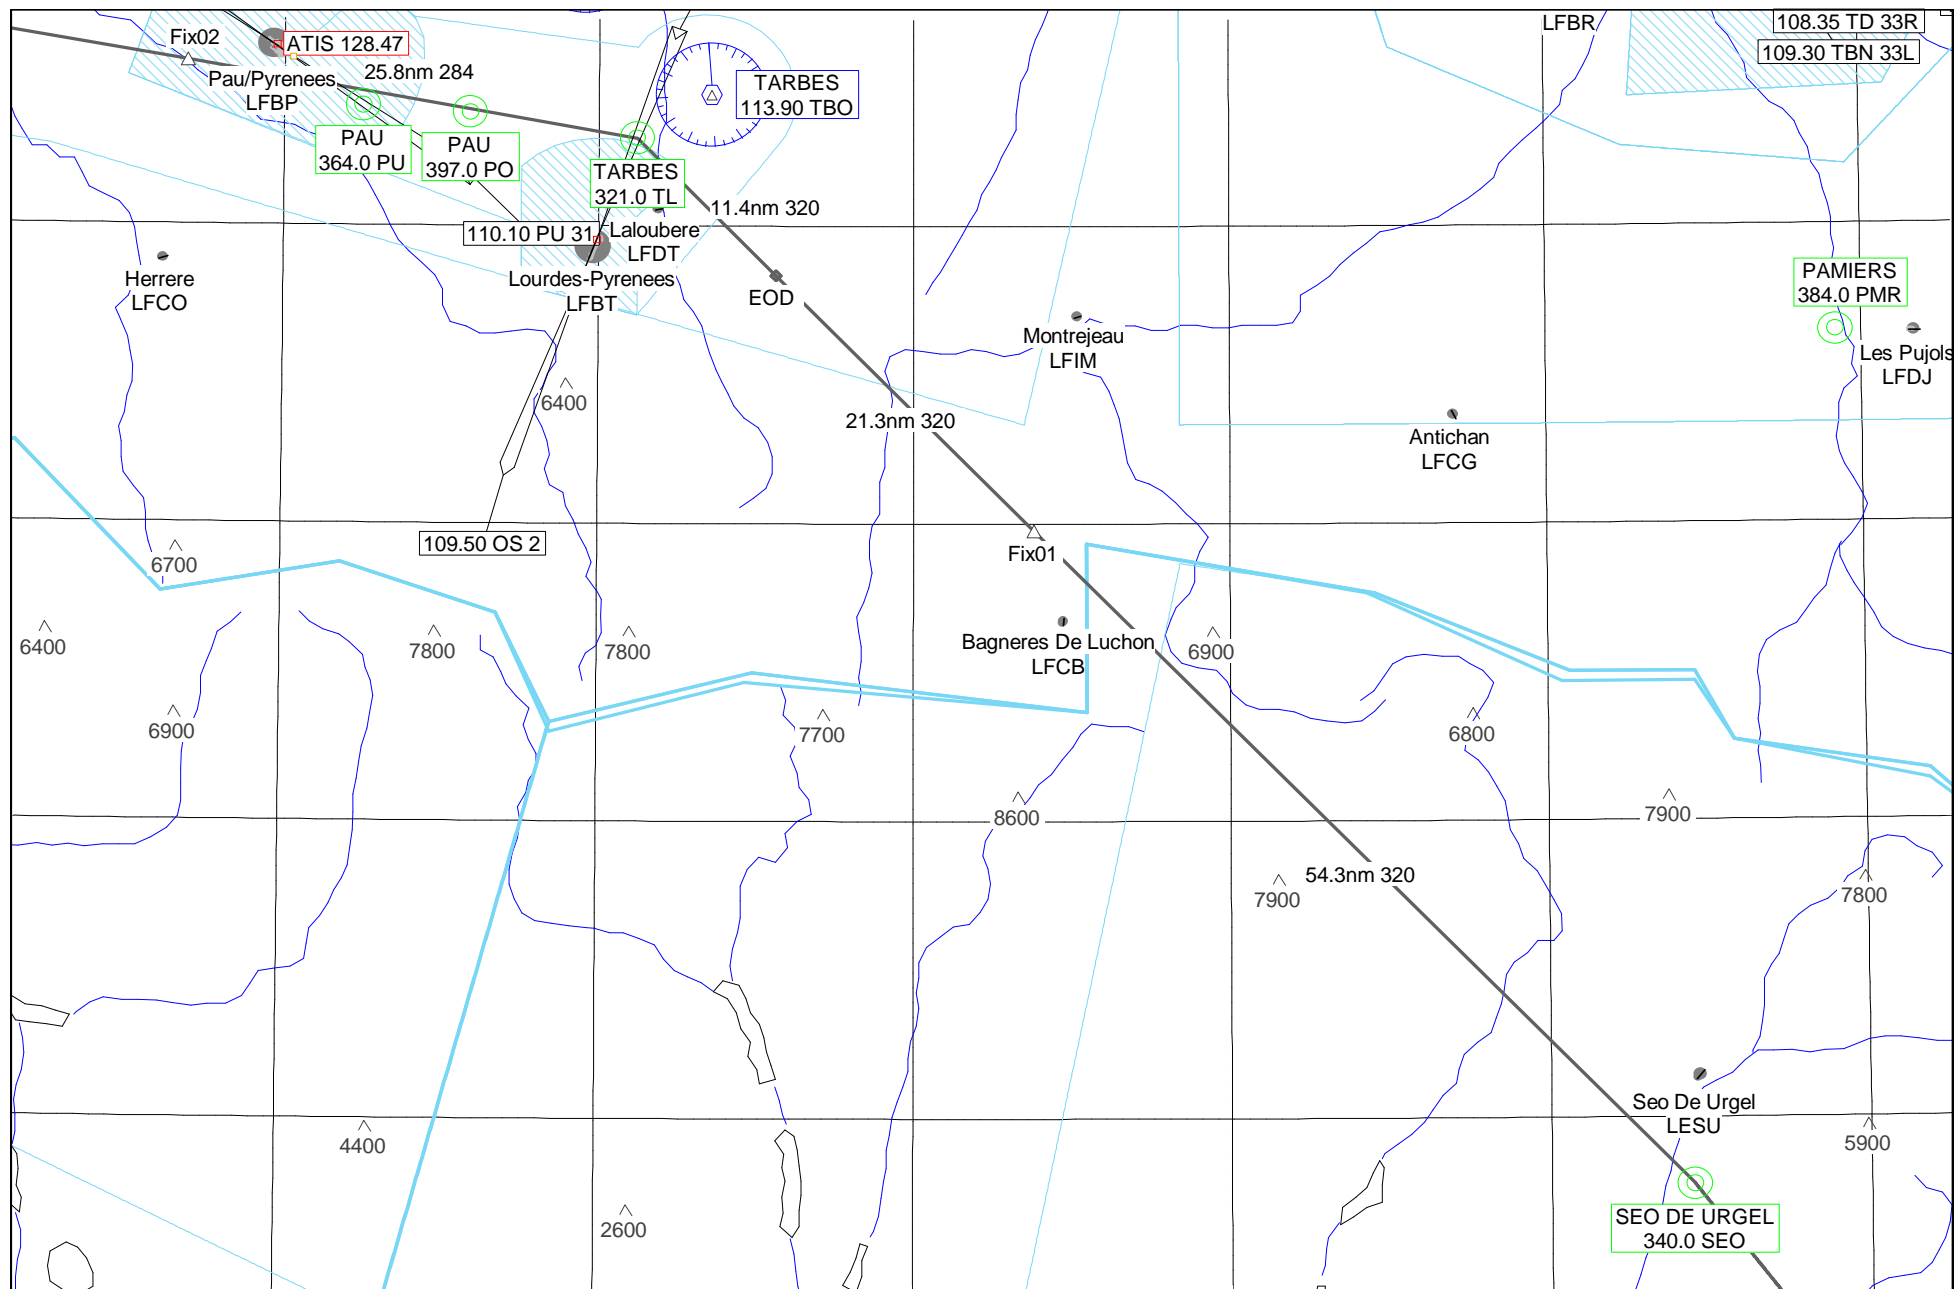 LFBR
108.35 TD 33R
109.30 TBN 33L
Fix02
ATIS 128.47
Pau/Pyrenees
LFBP
25.8nm 284
TARBES
113.90 TBO
PAU
364.0 PU
PAU
397.0 PO
TARBES
321.0 TL
11.4nm 320
110.10 PU 31
Laloubere
LFDT
Herrere
LFCO
Lourdes-Pyrenees
LFBT
EOD
PAMIERS
384.0 PMR
Montrejeau
LFIM
Les Pujols
LFDJ
6400
21.3nm 320
Antichan
LFCG
109.50 OS 2
Fix01
6700
6400
7800
7800
Bagneres De Luchon
LFCB
6900
6900
7700
6800
8600
7900
54.3nm 320
7900
7800
Seo De Urgel
LESU
4400
5900
2600
SEO DE URGEL
340.0 SEO